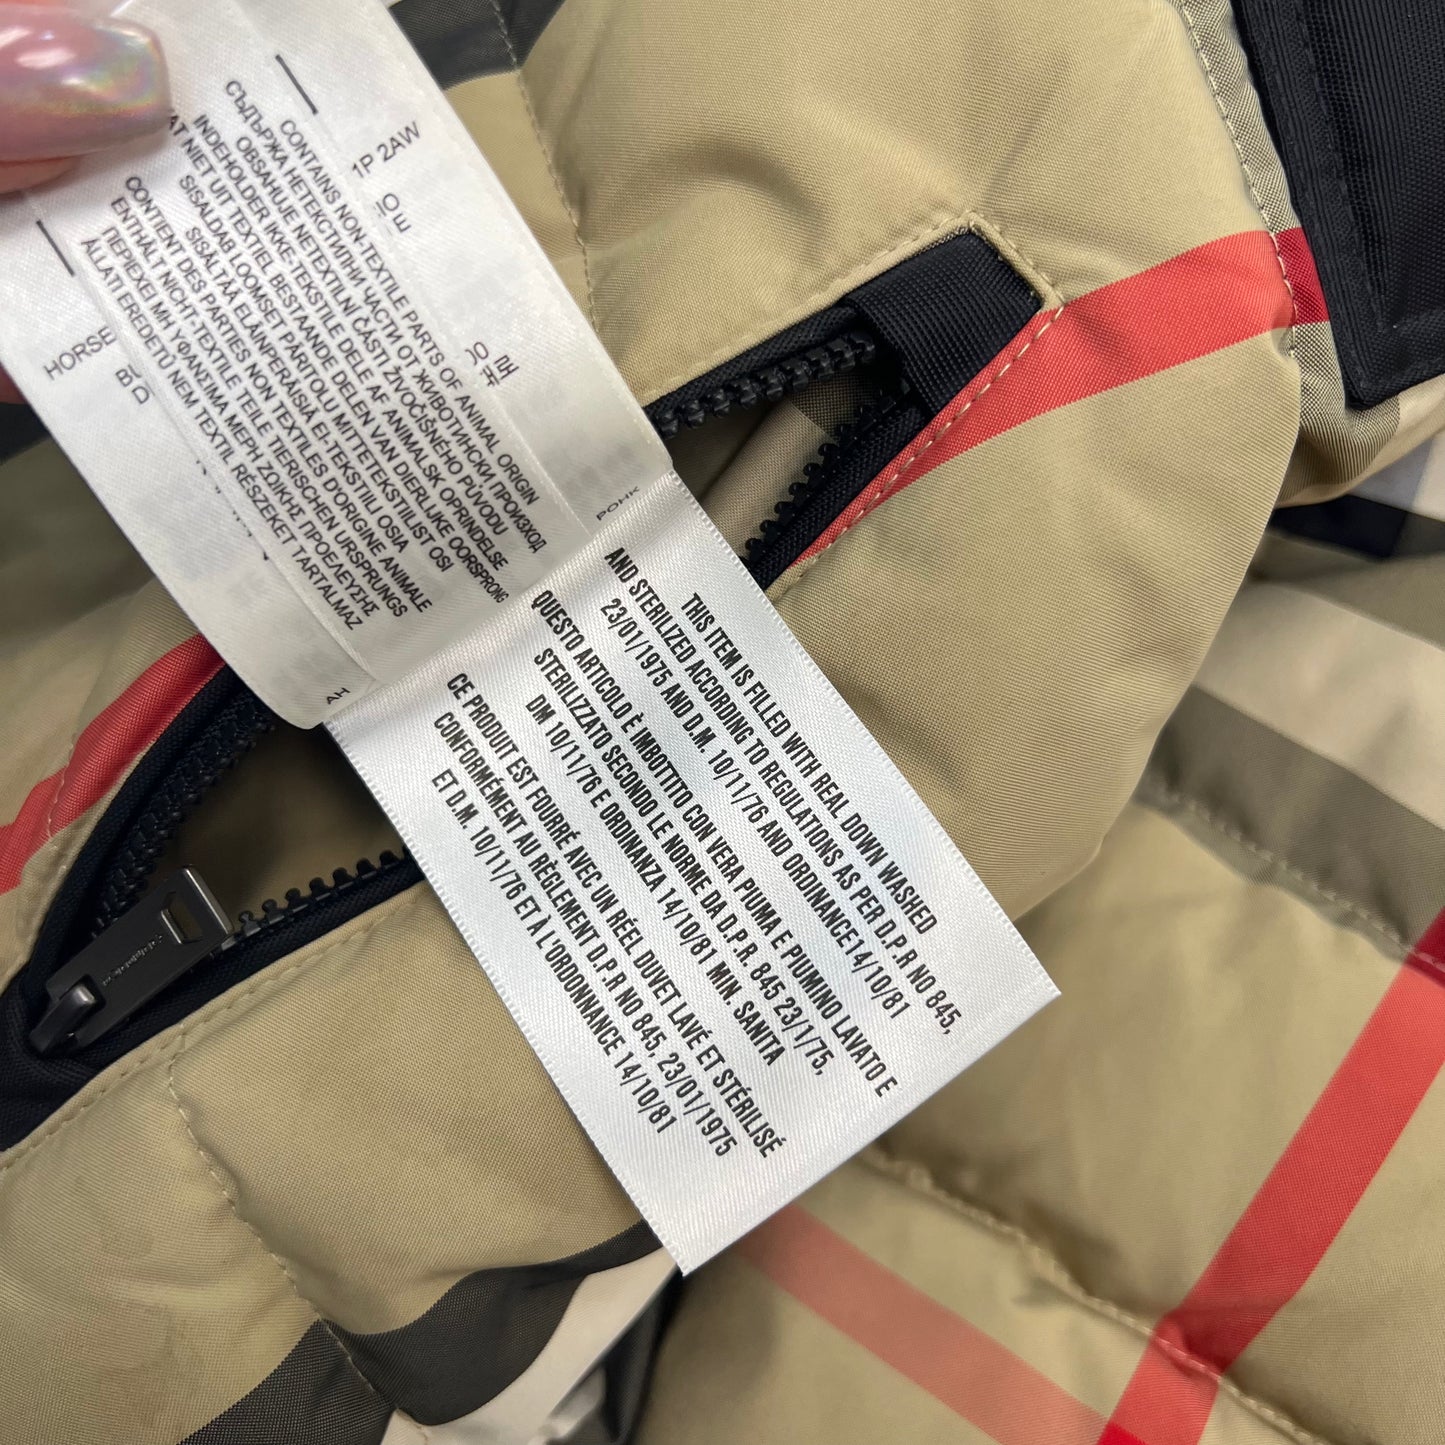 CONTAINS NON-TEXTILE PARTS OF ANIMAL ORIGIN
СЪДЪРЖА НЕТЕКСТИЛНИ ЧАСТИ ОТ ЖИВОТИНСКИ ПРОИЗХОД
OBSAHUJE NETEXTILNÍ ČÁSTI ŽIVOČIŠNÉHO PŮVODU
INDEHOLDER IKKE-TEKSTILE DELE AF ANIMALSK OPRINDELSE
NIET UIT TEXTIEL BESTAANDE DELEN VAN DIERLIJKE OORSPRONG
SISALDAB LOOMSET PÄRITOLU MITTETEKSTIILIST OSI
SISÄLTÄÄ ELÄINPERÄISIÄ EI-TEKSTIILI OSIA
CONTIENT DES PARTIES NON TEXTILES D'ORIGINE ANIMALE
ENTHÄLT NICHT-TEXTILE TEILE TIERISCHEN URSPRUNGS
ΠΕΡΙΕΧΕΙ ΜΗ ΥΦΑΝΣΙΜΑ ΜΕΡΗ ΖΩΙΚΗΣ ΠΡΟΕΛΕΥΣΗΣ
ÁLLATI EREDETŰ NEM TEXTIL RÉSZEKET TARTALMAZ
1P 2AW
HORSE
THIS ITEM IS FILLED WITH REAL DOWN WASHED
AND STERILIZED ACCORDING TO REGULATIONS AS PER D.P.R NO 845,
23/01/1975 AND D.M. 10/11/76 AND ORDINANCE14/10/81
QUESTO ARTICOLO È IMBOTTITO CON VERA PIUMA E PIUMINO LAVATO E
STERILIZZATO SECONDO LE NORME DA D.P.R. 845 23/1/75,
DM 10/11/76 E ORDINANZA 14/10/81 MIN. SANITA
CE PRODUIT EST FOURRÉ AVEC UN RÉEL DUVET LAVÉ ET STÉRILISÉ
CONFORMÉMENT AU RÈGLEMENT D.P.R NO 845, 23/01/1975
ET D.M. 10/11/76 ET À L'ORDONNANCE 14/10/81